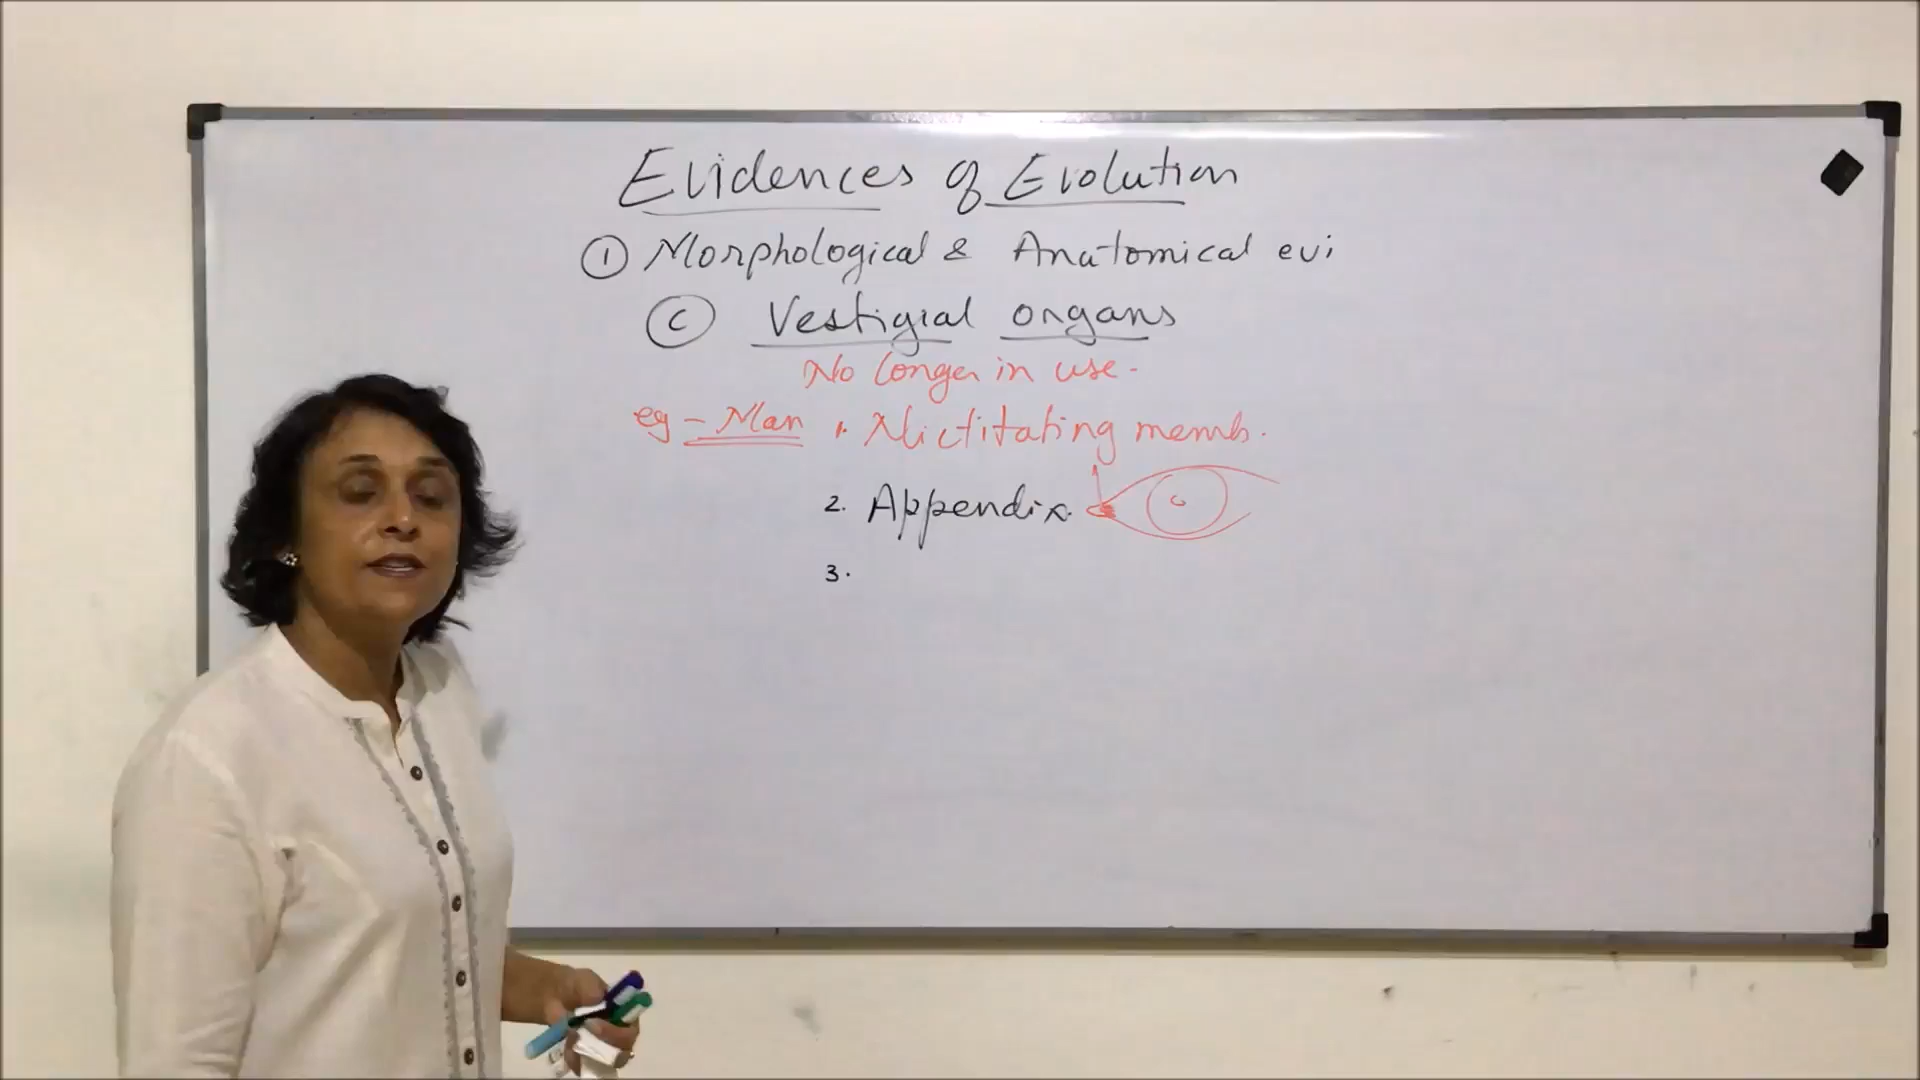 Evidences of Evolution
① Morphological & Anatomical evi
Ⓒ Vestigial organs
No longer in use -
eg - Man 1. Nictitating memb.
2. Appendix.
3.